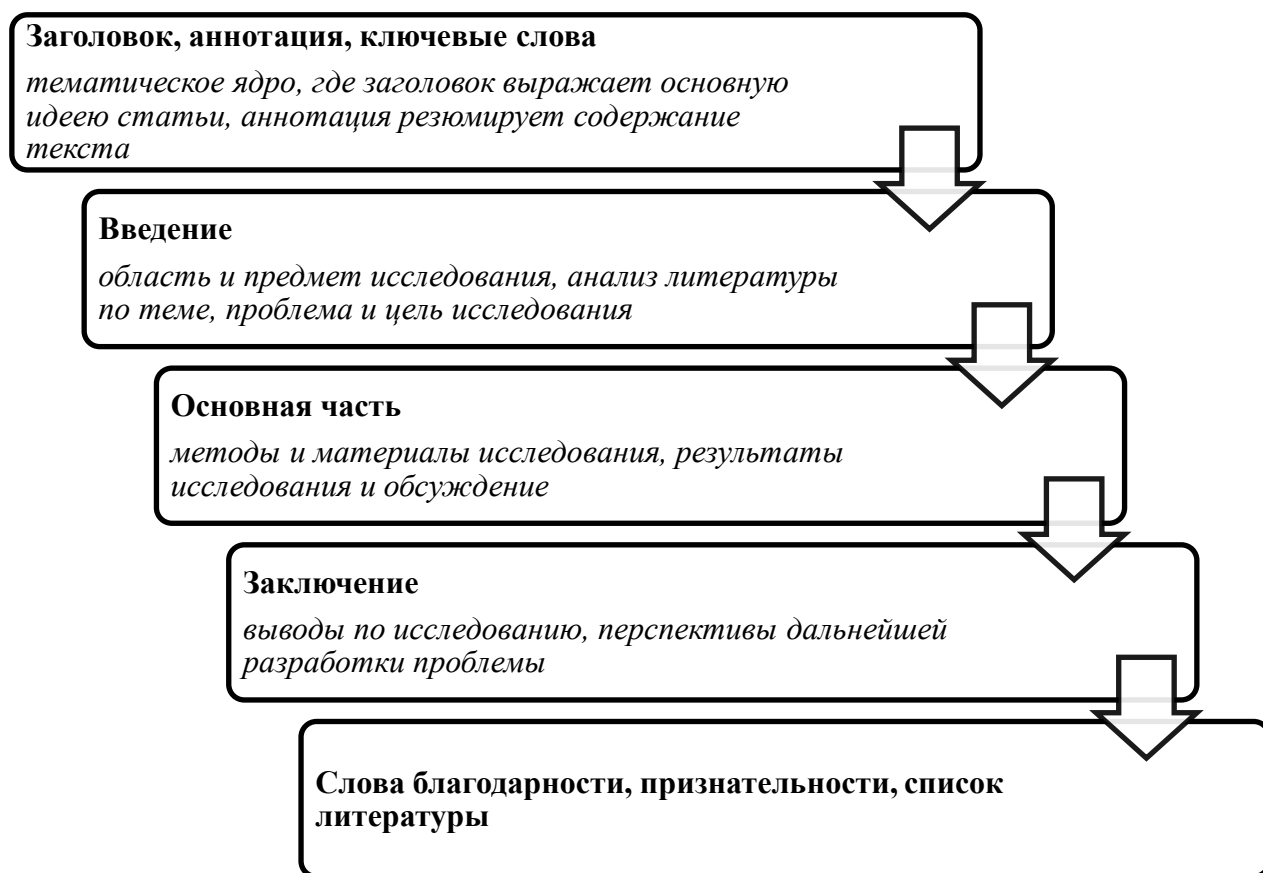 Заголовок, аннотация, ключевые слова
тематическое ядро, где заголовок выражает основную
идеею статьи, аннотация резюмирует содержание
текста
Введение
область и предмет исследования, анализ литературы
по теме, проблема и цель исследования
Основная часть
методы и материалы исследования, результаты
исследования и обсуждение
Заключение
выводы по исследованию, перспективы дальнейшей
разработки проблемы
Слова благодарности, признательности, список
литературы